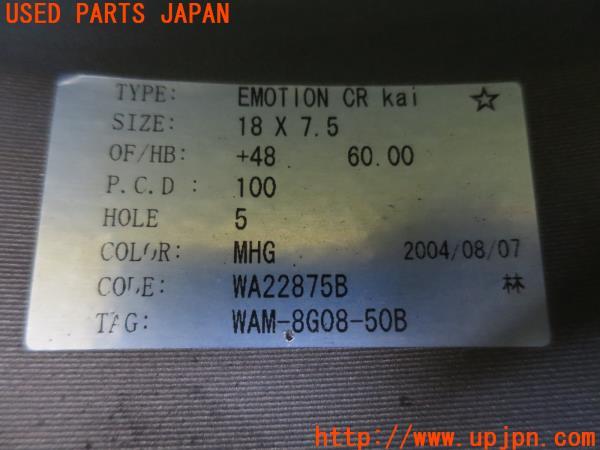 USED PARTS JAPAN
TYPE: EMOTION CR kai ☆
SIZE: 18 X 7.5
OF/HB: +48 60.00
P.C.D : 100
HOLE 5
COLOR: MHG 2004/08/07
CODE: WA22875B 林
TAG: WAM-8G08-50B
http://www.upjpn.com/